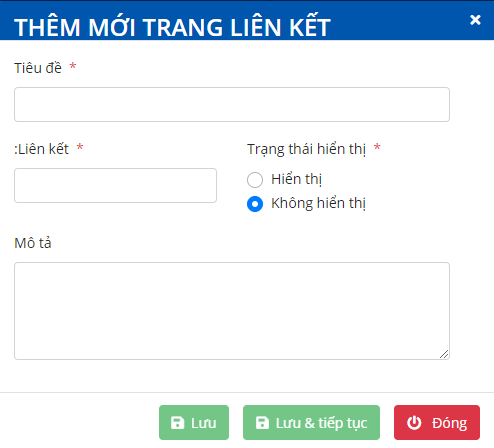 THÊM MỚI TRANG LIÊN KẾT
Tiêu đề *
:Liên kết *
Trạng thái hiển thị *
Hiển thị
Không hiển thị
Mô tả
Lưu
Lưu & tiếp tục
Đóng